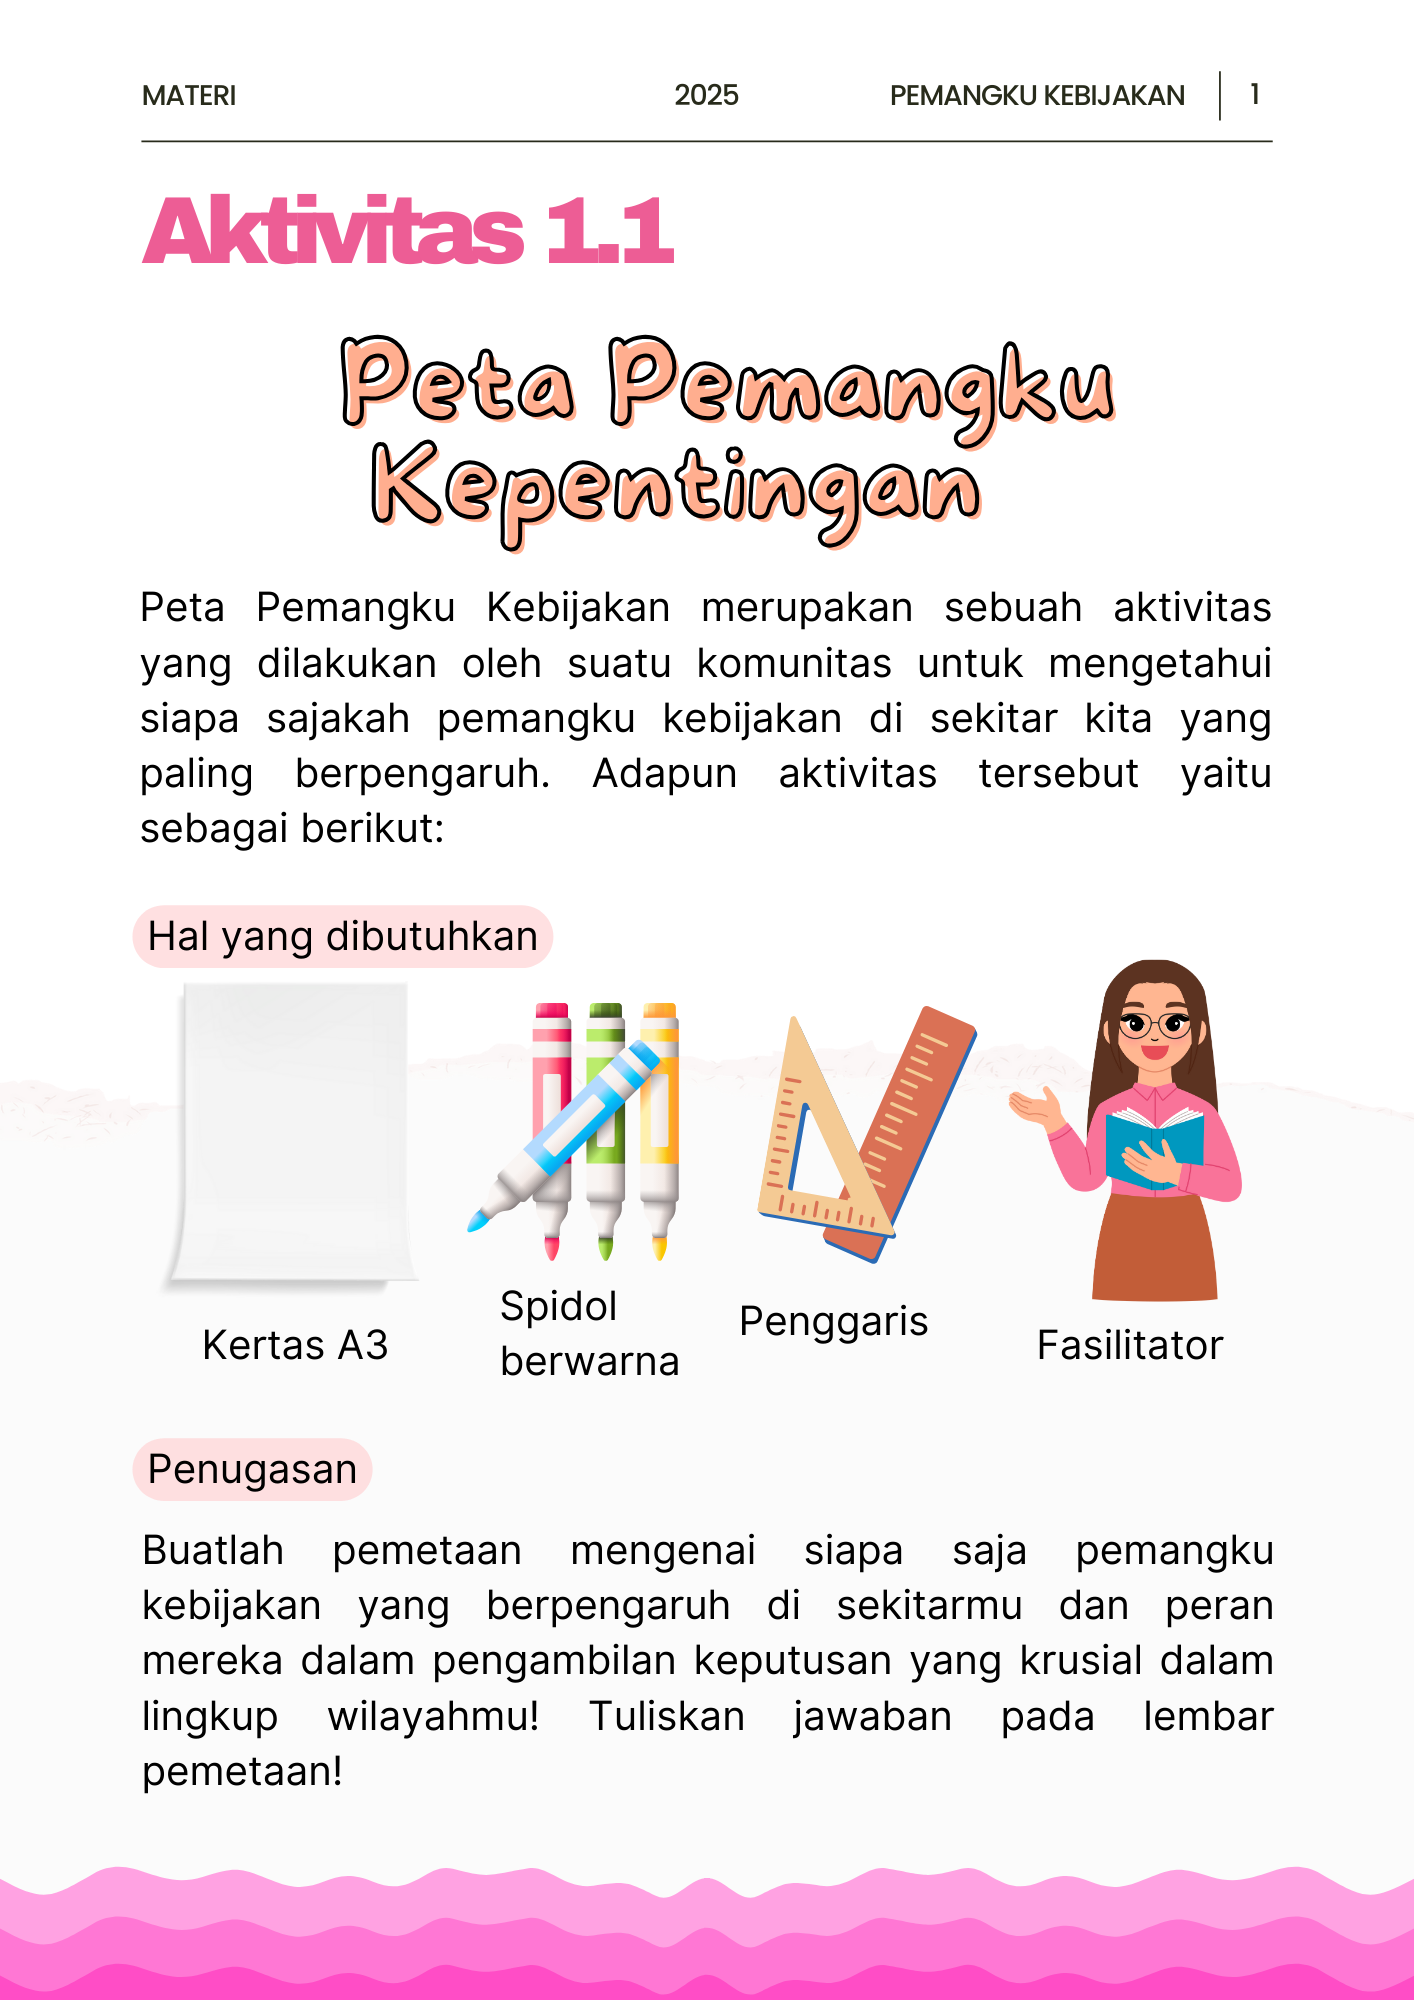 MATERI 2025 PEMANGKU KEBIJAKAN 1
Aktivitas 1.1
Peta Pemangku
Kepentingan
Peta Pemangku Kebijakan merupakan sebuah aktivitas
yang dilakukan oleh suatu komunitas untuk mengetahui
siapa sajakah pemangku kebijakan di sekitar kita yang
paling berpengaruh. Adapun aktivitas tersebut yaitu
sebagai berikut:
Hal yang dibutuhkan
Kertas A3
Spidol
berwarna
Penggaris
Fasilitator
Penugasan
Buatlah pemetaan mengenai siapa saja pemangku
kebijakan yang berpengaruh di sekitarmu dan peran
mereka dalam pengambilan keputusan yang krusial dalam
lingkup wilayahmu! Tuliskan jawaban pada lembar
pemetaan!